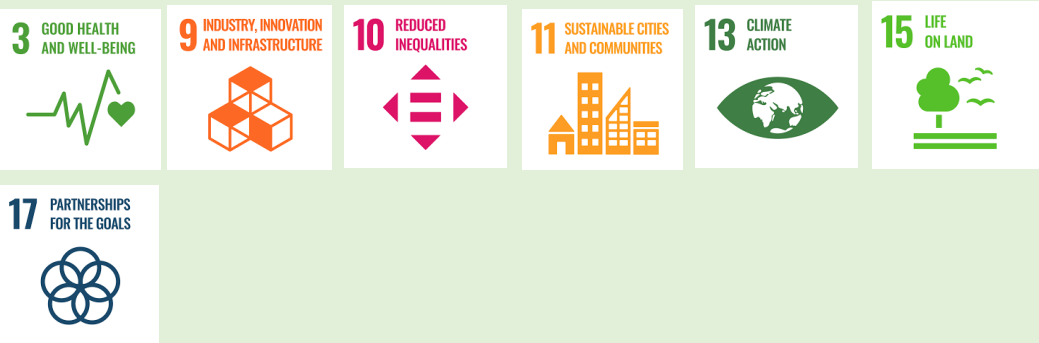 3 GOOD HEALTH
AND WELL-BEING
9 INDUSTRY, INNOVATION
AND INFRASTRUCTURE
10 REDUCED
INEQUALITIES
11 SUSTAINABLE CITIES
AND COMMUNITIES
13 CLIMATE
ACTION
15 LIFE
ON LAND
17 PARTNERSHIPS
FOR THE GOALS